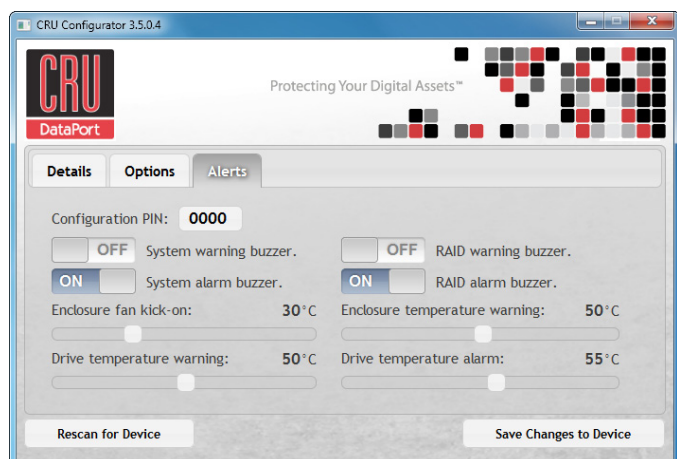 CRU Configurator 3.5.0.4
CRU
DataPort
Protecting Your Digital Assets™
Details Options Alerts
Configuration PIN: 0000
OFF System warning buzzer. OFF RAID warning buzzer.
ON System alarm buzzer. ON RAID alarm buzzer.
Enclosure fan kick-on: 30°C Enclosure temperature warning: 50°C
Drive temperature warning: 50°C Drive temperature alarm: 55°C
Rescan for Device Save Changes to Device